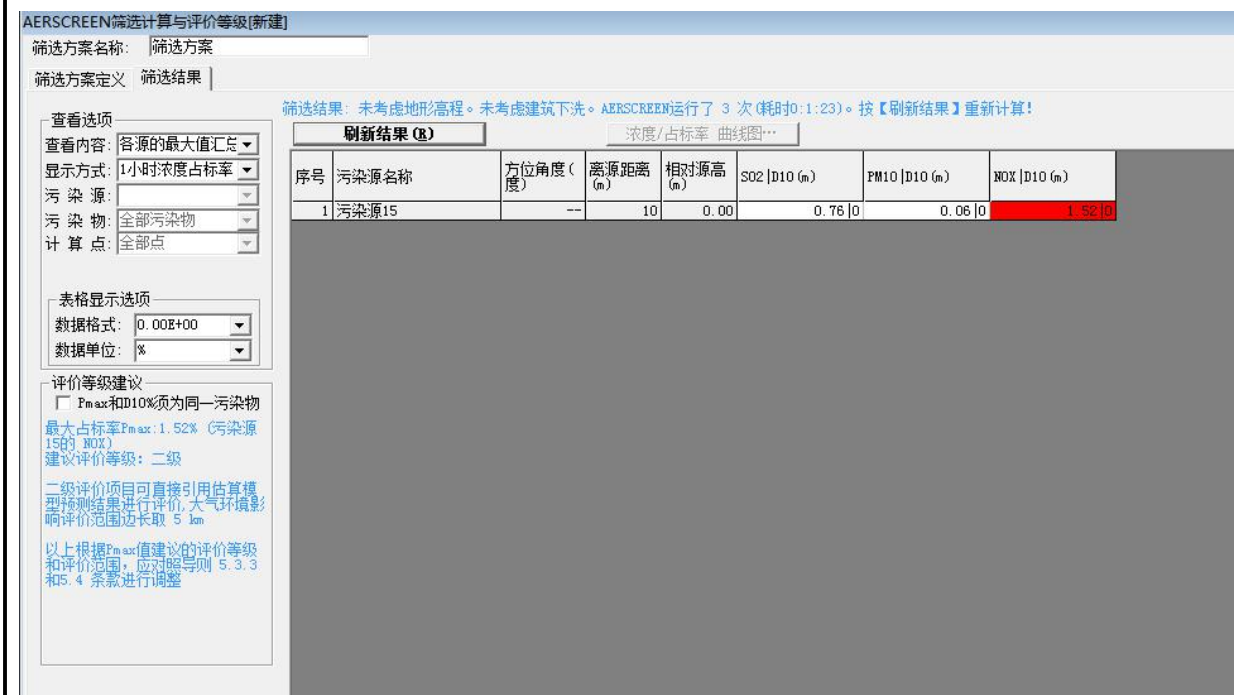 AERSCREEN筛选计算与评价等级[新建]
筛选方案名称: 筛选方案
筛选方案定义 筛选结果
筛选结果: 未考虑地形高程。未考虑建筑下洗。AERSCREEN运行了 3 次(耗时0:1:23)。按【刷新结果】重新计算!
查看选项
查看内容: 各源的最大值汇总
显示方式: 1小时浓度占标率
污 染 源:
污 染 物: 全部污染物
计 算 点: 全部点
表格显示选项
数据格式: 0.00E+00
数据单位: %
评价等级建议
Pmax和D10%须为同一污染物
最大占标率Pmax:1.52% (污染源
15的 NOX)
建议评价等级: 二级
二级评价项目可直接引用估算模
型预测结果进行评价,大气环境影
响评价范围边长取 5 km
以上根据Pmax值建议的评价等级
和评价范围,应对照导则 5.3.3
和5.4 条款进行调整
刷新结果(R) 浓度/占标率 曲线图…
序号 污染源名称 方位角度(度) 离源距离(m) 相对源高(m) SO2|D10(m) PM10|D10(m) NOX|D10(m)
1 污染源15 -- 10 0.00 0.76|0 0.06|0 1.52|0